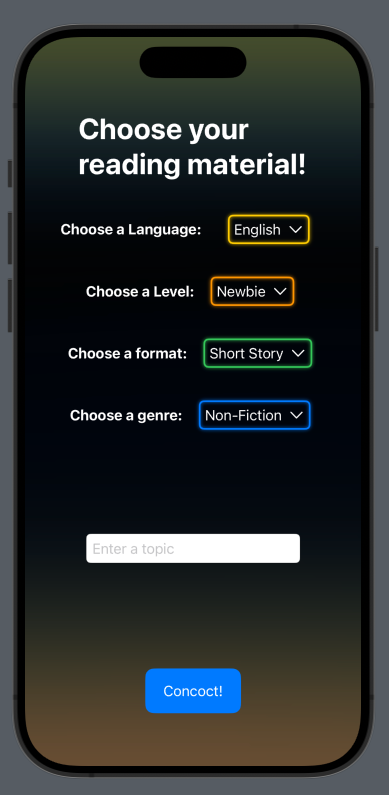 Choose your
reading material!
Choose a Language: English
Choose a Level: Newbie
Choose a format: Short Story
Choose a genre: Non-Fiction
Enter a topic
Concoct!